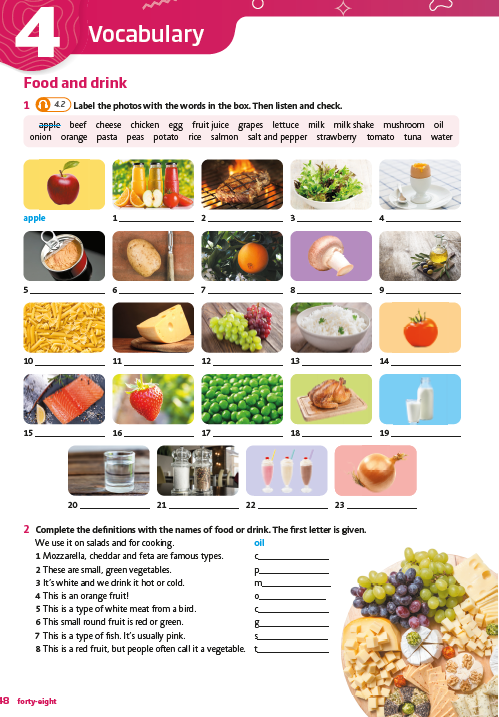 4 Vocabulary
Food and drink
1 4.2 Label the photos with the words in the box. Then listen and check.
apple beef cheese chicken egg fruit juice grapes lettuce milk milk shake mushroom oil
onion orange pasta peas potato rice salmon salt and pepper strawberry tomato tuna water
apple 1 2 3 4
5 6 7 8 9
10 11 12 13 14
15 16 17 18 19
20 21 22 23
2 Complete the definitions with the names of food or drink. The first letter is given.
We use it on salads and for cooking. oil
1 Mozzarella, cheddar and feta are famous types. c
2 These are small, green vegetables. p
3 It's white and we drink it hot or cold. m
4 This is an orange fruit! o
5 This is a type of white meat from a bird. c
6 This small round fruit is red or green. g
7 This is a type of fish. It's usually pink. s
8 This is a red fruit, but people often call it a vegetable. t
48 forty-eight